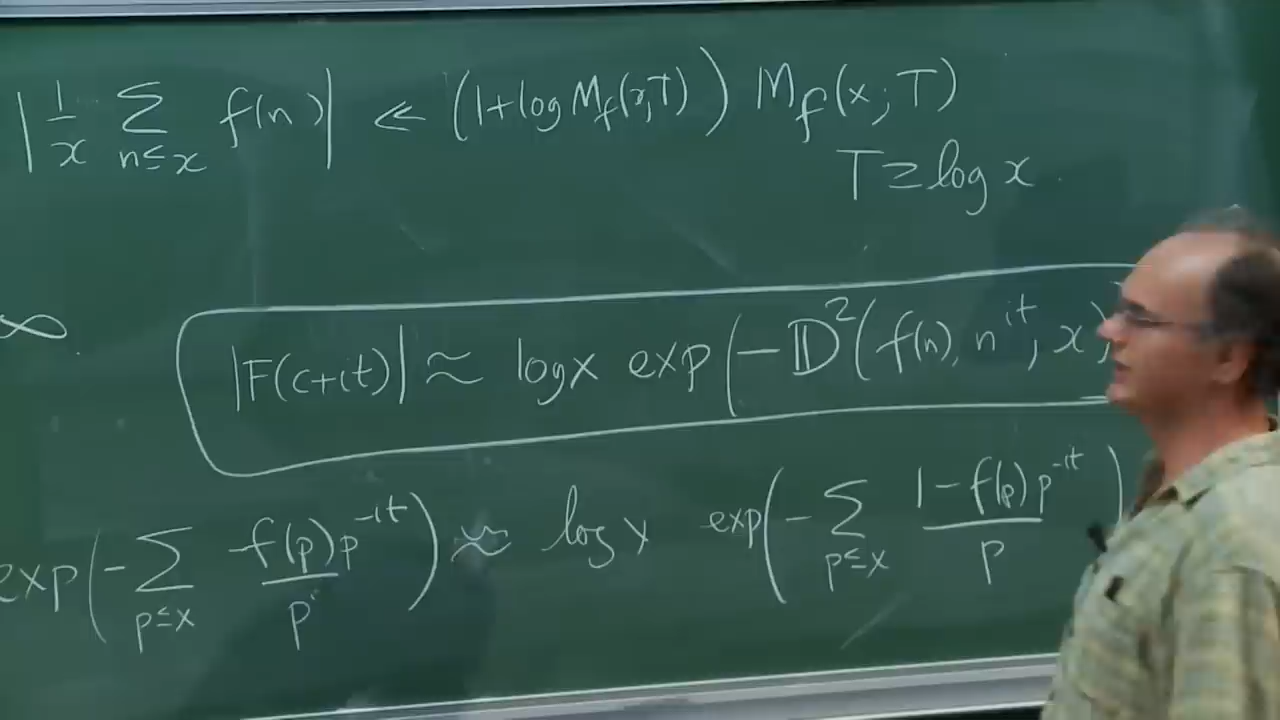 |1/x ∑_{n≤x} f(n)| ≪ (1+log M_f(x;T)) M_f(x;T)
T ≥ log x
∞.
|F(c+it)| ≈ log x exp(-𝔻²(f(n), n^{it}; x)
exp(-∑_{p≤x} -f(p)p^{-it}/p) ≈ log x exp(-∑_{p≤x} 1-f(p)p^{-it}/p)